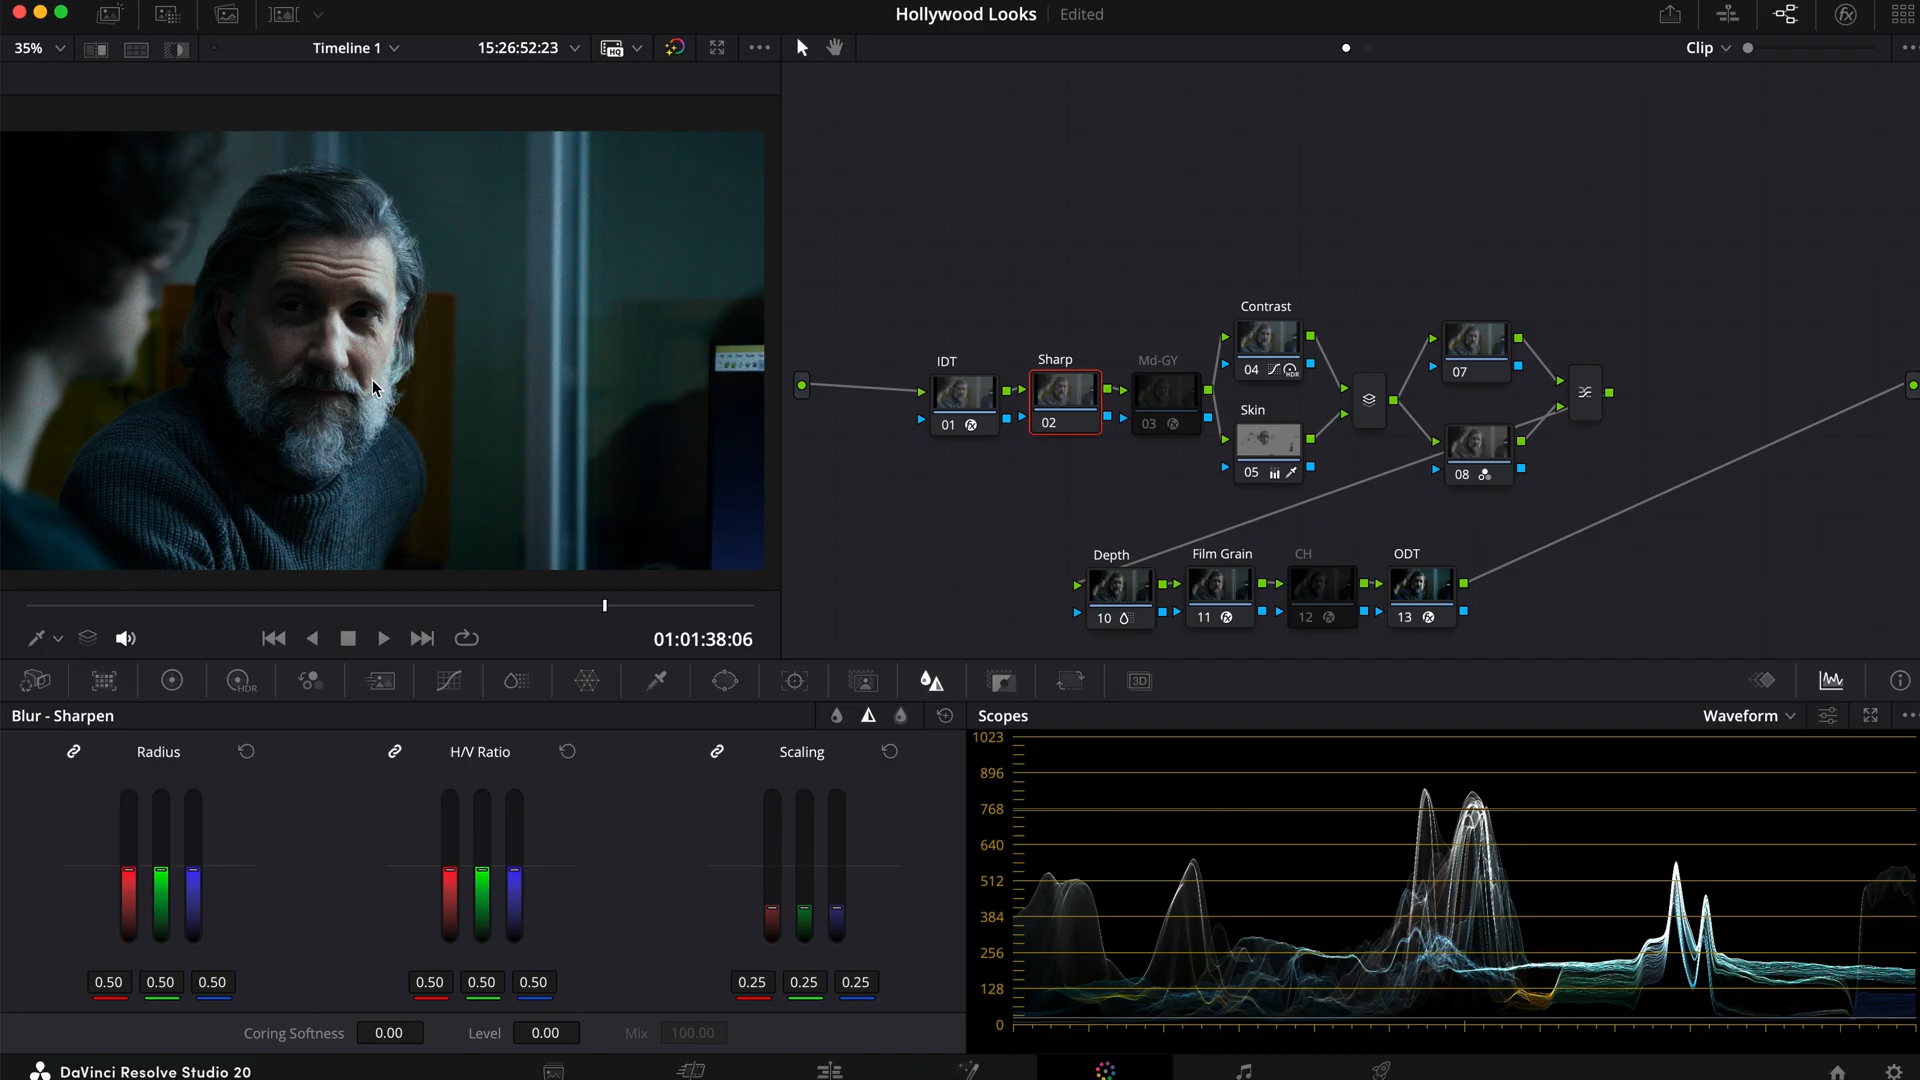 Hollywood Looks Edited
35% Timeline 1 15:26:52:23 HQ Clip
Contrast
IDT Sharp Md-GY
04 HDR 07
01 02 03 Skin
05 08
Depth Film Grain CH ODT
10 11 12 13
01:01:38:06
HDR 3D
Blur - Sharpen Scopes Waveform
Radius H/V Ratio Scaling
1023
896
768
640
512
384
256
128
0
0.50 0.50 0.50 0.50 0.50 0.50 0.25 0.25 0.25
Coring Softness 0.00 Level 0.00 Mix 100.00
DaVinci Resolve Studio 20